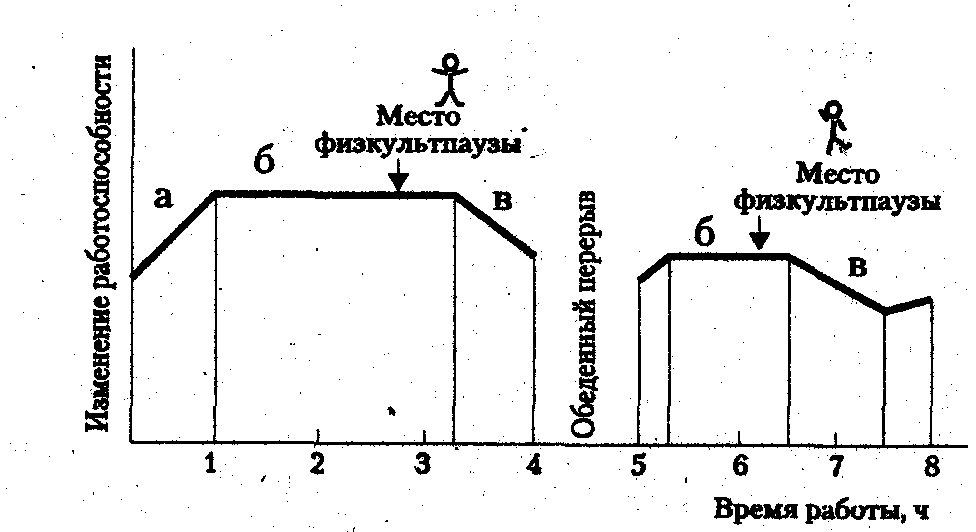 Изменение работоспособности
а
б
Место
физкультпаузы
в
Обеденный перерыв
б
Место
физкультпаузы
в
1 2 3 4 5 6 7 8
Время работы, ч